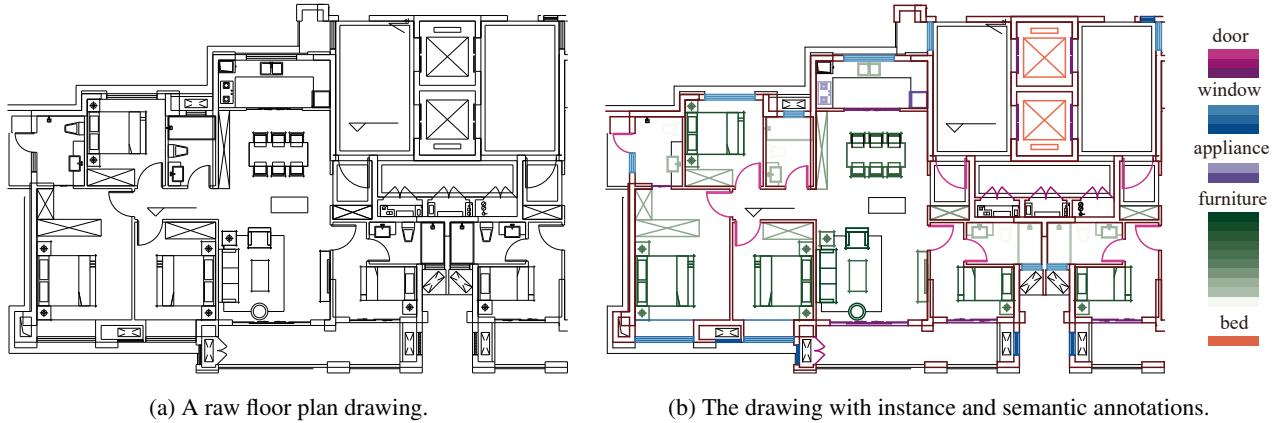 door
window
appliance
furniture
bed
(a) A raw floor plan drawing.
(b) The drawing with instance and semantic annotations.